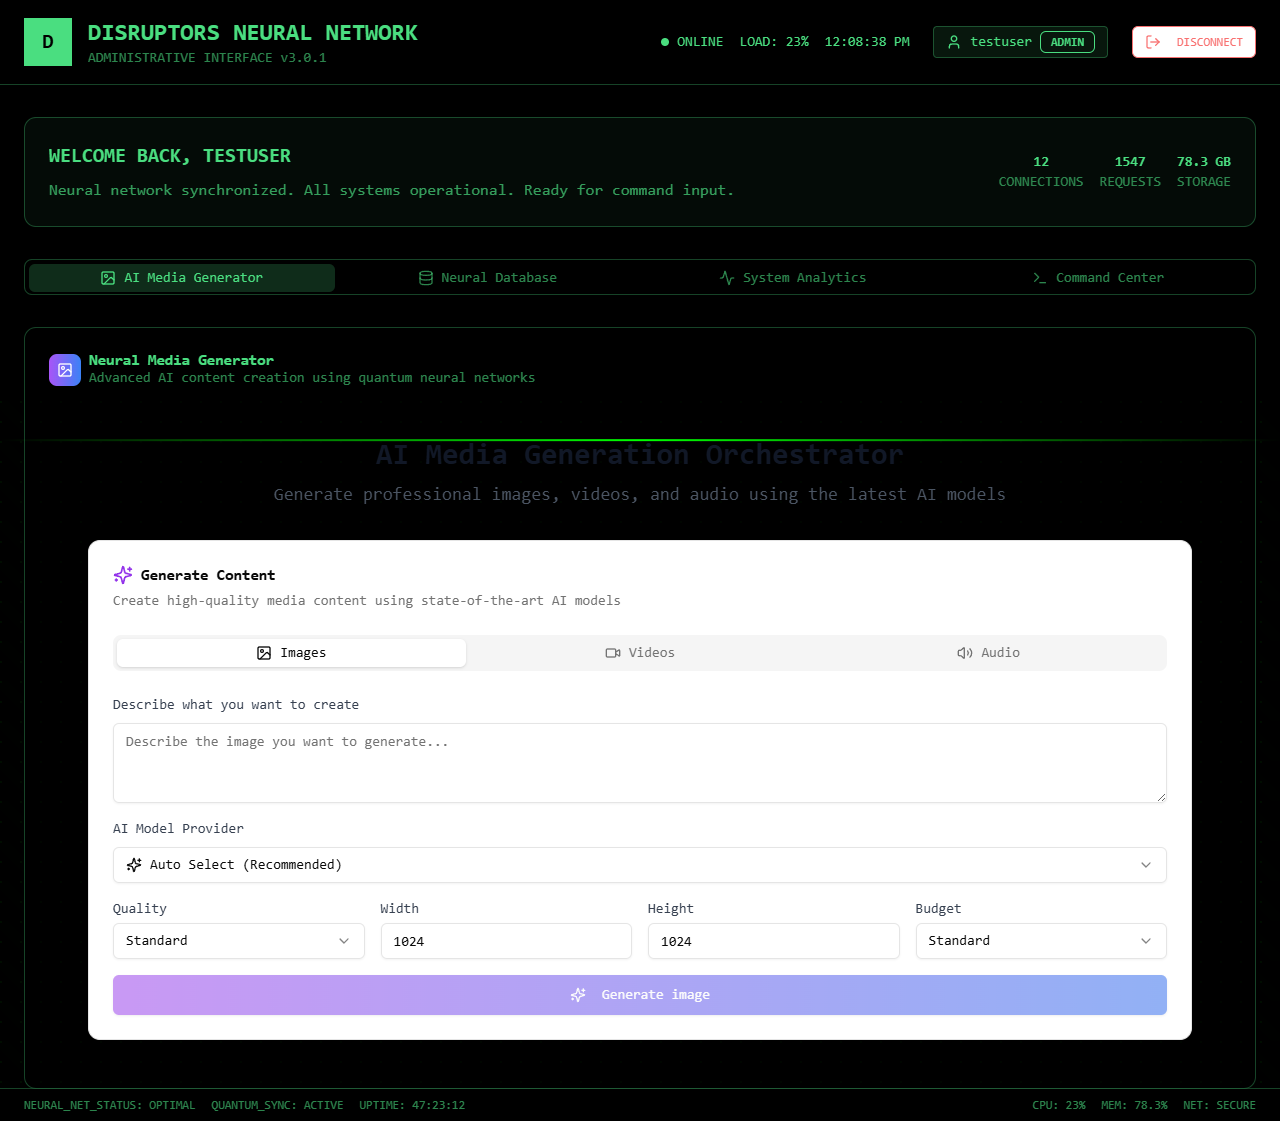 D
DISRUPTORS NEURAL NETWORK
ADMINISTRATIVE INTERFACE v3.0.1
ONLINE LOAD: 23% 12:08:38 PM
testuser ADMIN
DISCONNECT
WELCOME BACK, TESTUSER
Neural network synchronized. All systems operational. Ready for command input.
12 1547 78.3 GB
CONNECTIONS REQUESTS STORAGE
AI Media Generator Neural Database System Analytics Command Center
Neural Media Generator
Advanced AI content creation using quantum neural networks
AI Media Generation Orchestrator
Generate professional images, videos, and audio using the latest AI models
Generate Content
Create high-quality media content using state-of-the-art AI models
Images Videos Audio
Describe what you want to create
Describe the image you want to generate...
AI Model Provider
Auto Select (Recommended)
Quality Width Height Budget
Standard 1024 1024 Standard
Generate image
NEURAL_NET_STATUS: OPTIMAL QUANTUM_SYNC: ACTIVE UPTIME: 47:23:12 CPU: 23% MEM: 78.3% NET: SECURE